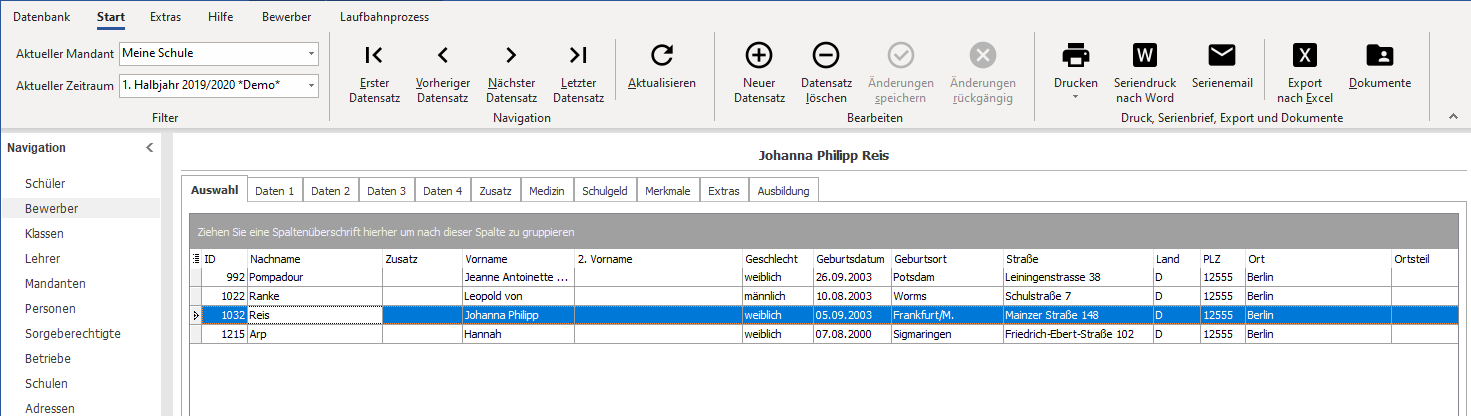 Datenbank Start Extras Hilfe Bewerber Laufbahnprozess
Aktueller Mandant Meine Schule
Aktueller Zeitraum 1. Halbjahr 2019/2020 *Demo*
Filter
Erster Datensatz
Vorheriger Datensatz
Nächster Datensatz
Letzter Datensatz
Aktualisieren
Navigation
Neuer Datensatz
Datensatz löschen
Änderungen speichern
Änderungen rückgängig
Bearbeiten
Drucken
W
Seriendruck nach Word
Serienemail
X
Export nach Excel
Dokumente
Druck, Serienbrief, Export und Dokumente
Navigation
Schüler
Bewerber
Klassen
Lehrer
Mandanten
Personen
Sorgeberechtigte
Betriebe
Schulen
Adressen
Johanna Philipp Reis
Auswahl Daten 1 Daten 2 Daten 3 Daten 4 Zusatz Medizin Schulgeld Merkmale Extras Ausbildung
Ziehen Sie eine Spaltenüberschrift hierher um nach dieser Spalte zu gruppieren
ID Nachname Zusatz Vorname 2. Vorname Geschlecht Geburtsdatum Geburtsort Straße Land PLZ Ort Ortsteil
992 Pompadour Jeanne Antoinette ... weiblich 26.09.2003 Potsdam Leiningenstrasse 38 D 12555 Berlin
1022 Ranke Leopold von männlich 10.08.2003 Worms Schulstraße 7 D 12555 Berlin
1032 Reis Johanna Philipp weiblich 05.09.2003 Frankfurt/M. Mainzer Straße 148 D 12555 Berlin
1215 Arp Hannah weiblich 07.08.2000 Sigmaringen Friedrich-Ebert-Straße 102 D 12555 Berlin